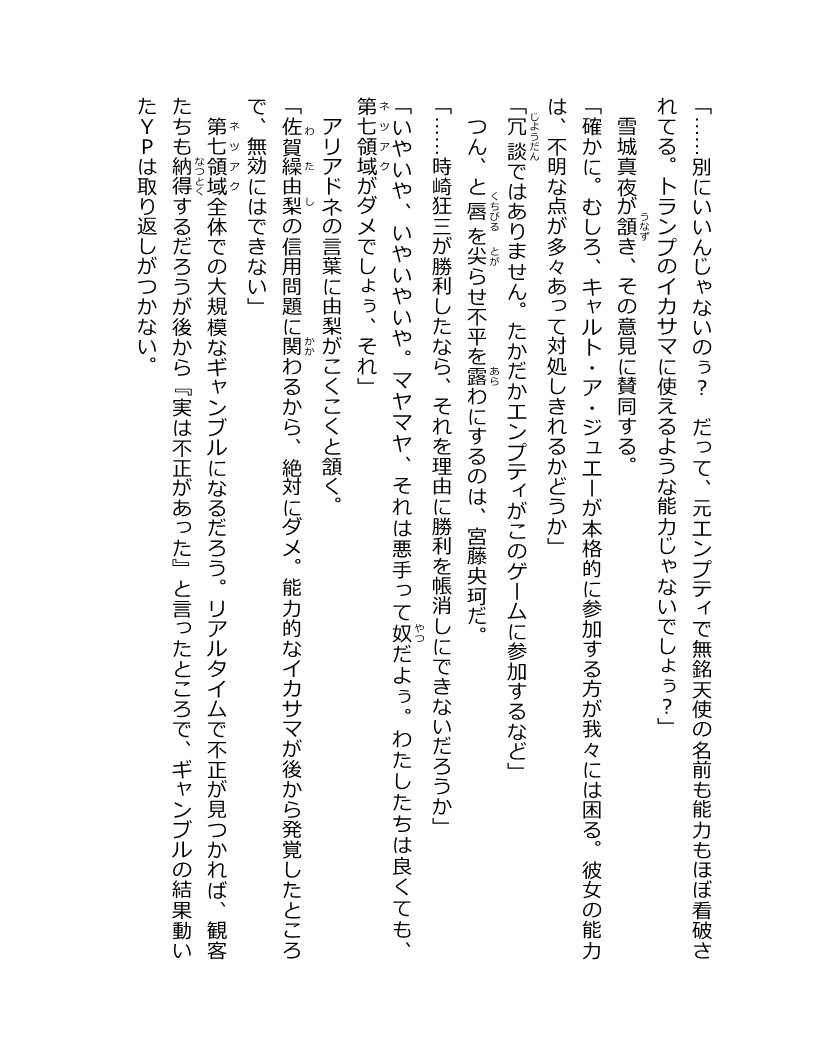 「……別にいいんじゃないのぅ？　だって、元エンプティで無銘天使の名前も能力もほぼ看破さ
れてる。トランプのイカサマに使えるような能力じゃないでしょぅ？」
　雪城真夜が頷き、その意見に賛同する。
「確かに。むしろ、キャルト・ア・ジュエーが本格的に参加する方が我々には困る。彼女の能力
は、不明な点が多々あって対処しきれるかどうか」
「冗談ではありません。たかだかエンプティがこのゲームに参加するなど」
　つん、と唇を尖らせ不平を露わにするのは、宮藤央珂だ。
「……時崎狂三が勝利したなら、それを理由に勝利を帳消しにできないだろうか」
「いやいや、いやいやいや。マヤマヤ、それは悪手って奴だよぅ。わたしたちは良くても、
第七領域がダメでしょぅ、それ」
　アリアドネの言葉に由梨がこくこくと頷く。
「佐賀繰由梨の信用問題に関わるから、絶対にダメ。能力的なイカサマが後から発覚したところ
で、無効にはできない」
　第七領域全体での大規模なギャンブルになるだろう。リアルタイムで不正が見つかれば、観客
たちも納得するだろうが後から『実は不正があった』と言ったところで、ギャンブルの結果動い
たＹＰは取り返しがつかない。